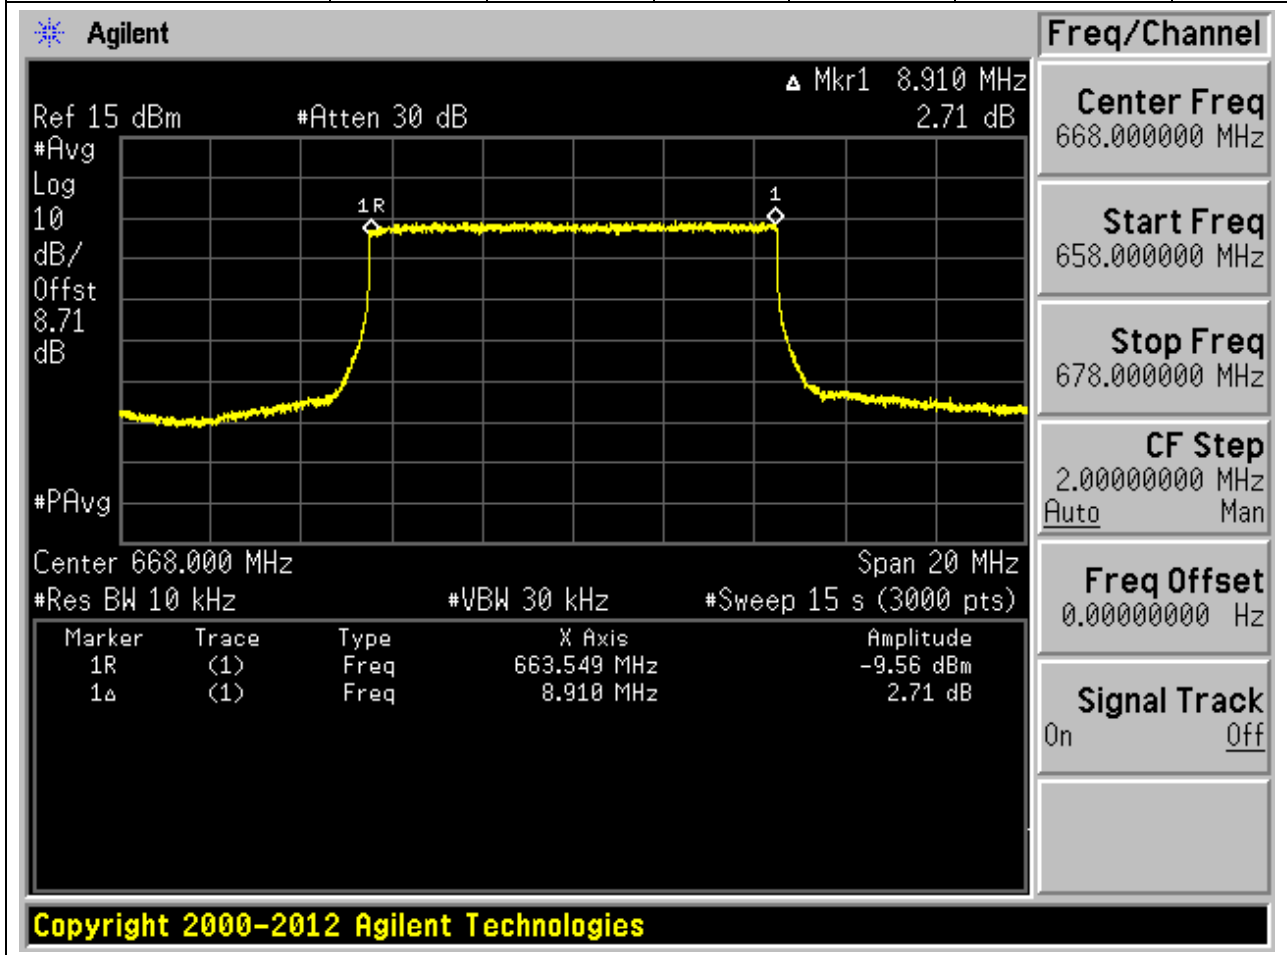 Agilent
Freq/Channel
Δ Mkr1 8.910 MHz
Ref 15 dBm #Atten 30 dB 2.71 dB
#Avg
Log
10
dB/
Offst
8.71
dB
#PAvg
1R
1
Center 668.000 MHz Span 20 MHz
#Res BW 10 kHz #VBW 30 kHz #Sweep 15 s (3000 pts)
Marker Trace Type X Axis Amplitude
1R (1) Freq 663.549 MHz -9.56 dBm
1Δ (1) Freq 8.910 MHz 2.71 dB
Center Freq
668.000000 MHz
Start Freq
658.000000 MHz
Stop Freq
678.000000 MHz
CF Step
2.00000000 MHz
Auto Man
Freq Offset
0.00000000 Hz
Signal Track
On Off
Copyright 2000-2012 Agilent Technologies